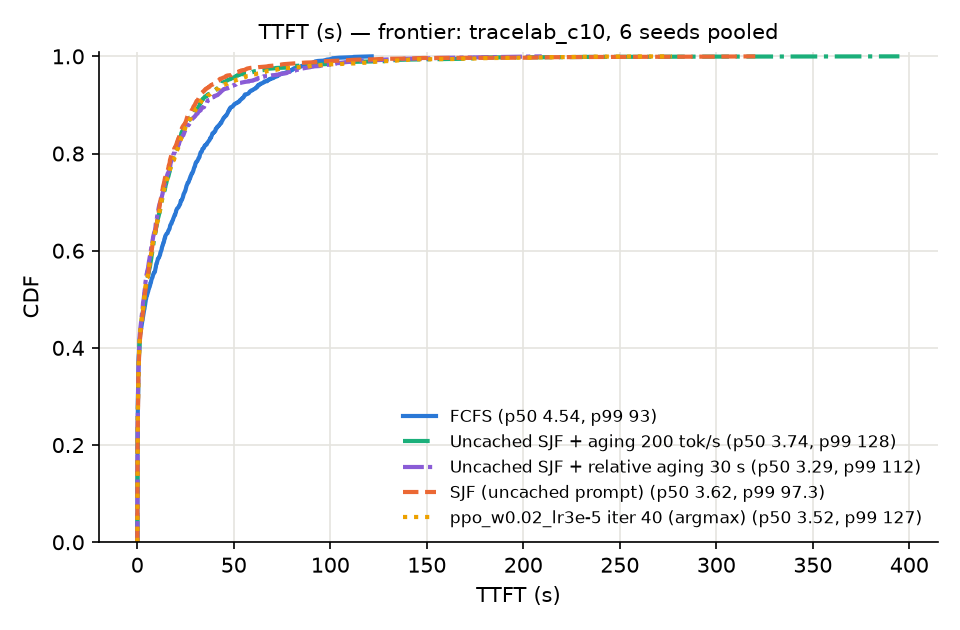 TTFT (s) — frontier: tracelab_c10, 6 seeds pooled
1.0
0.8
0.6
0.4
0.2
0.0
CDF
FCFS (p50 4.54, p99 93)
Uncached SJF + aging 200 tok/s (p50 3.74, p99 128)
Uncached SJF + relative aging 30 s (p50 3.29, p99 112)
SJF (uncached prompt) (p50 3.62, p99 97.3)
ppo_w0.02_lr3e-5 iter 40 (argmax) (p50 3.52, p99 127)
0 50 100 150 200 250 300 350 400
TTFT (s)